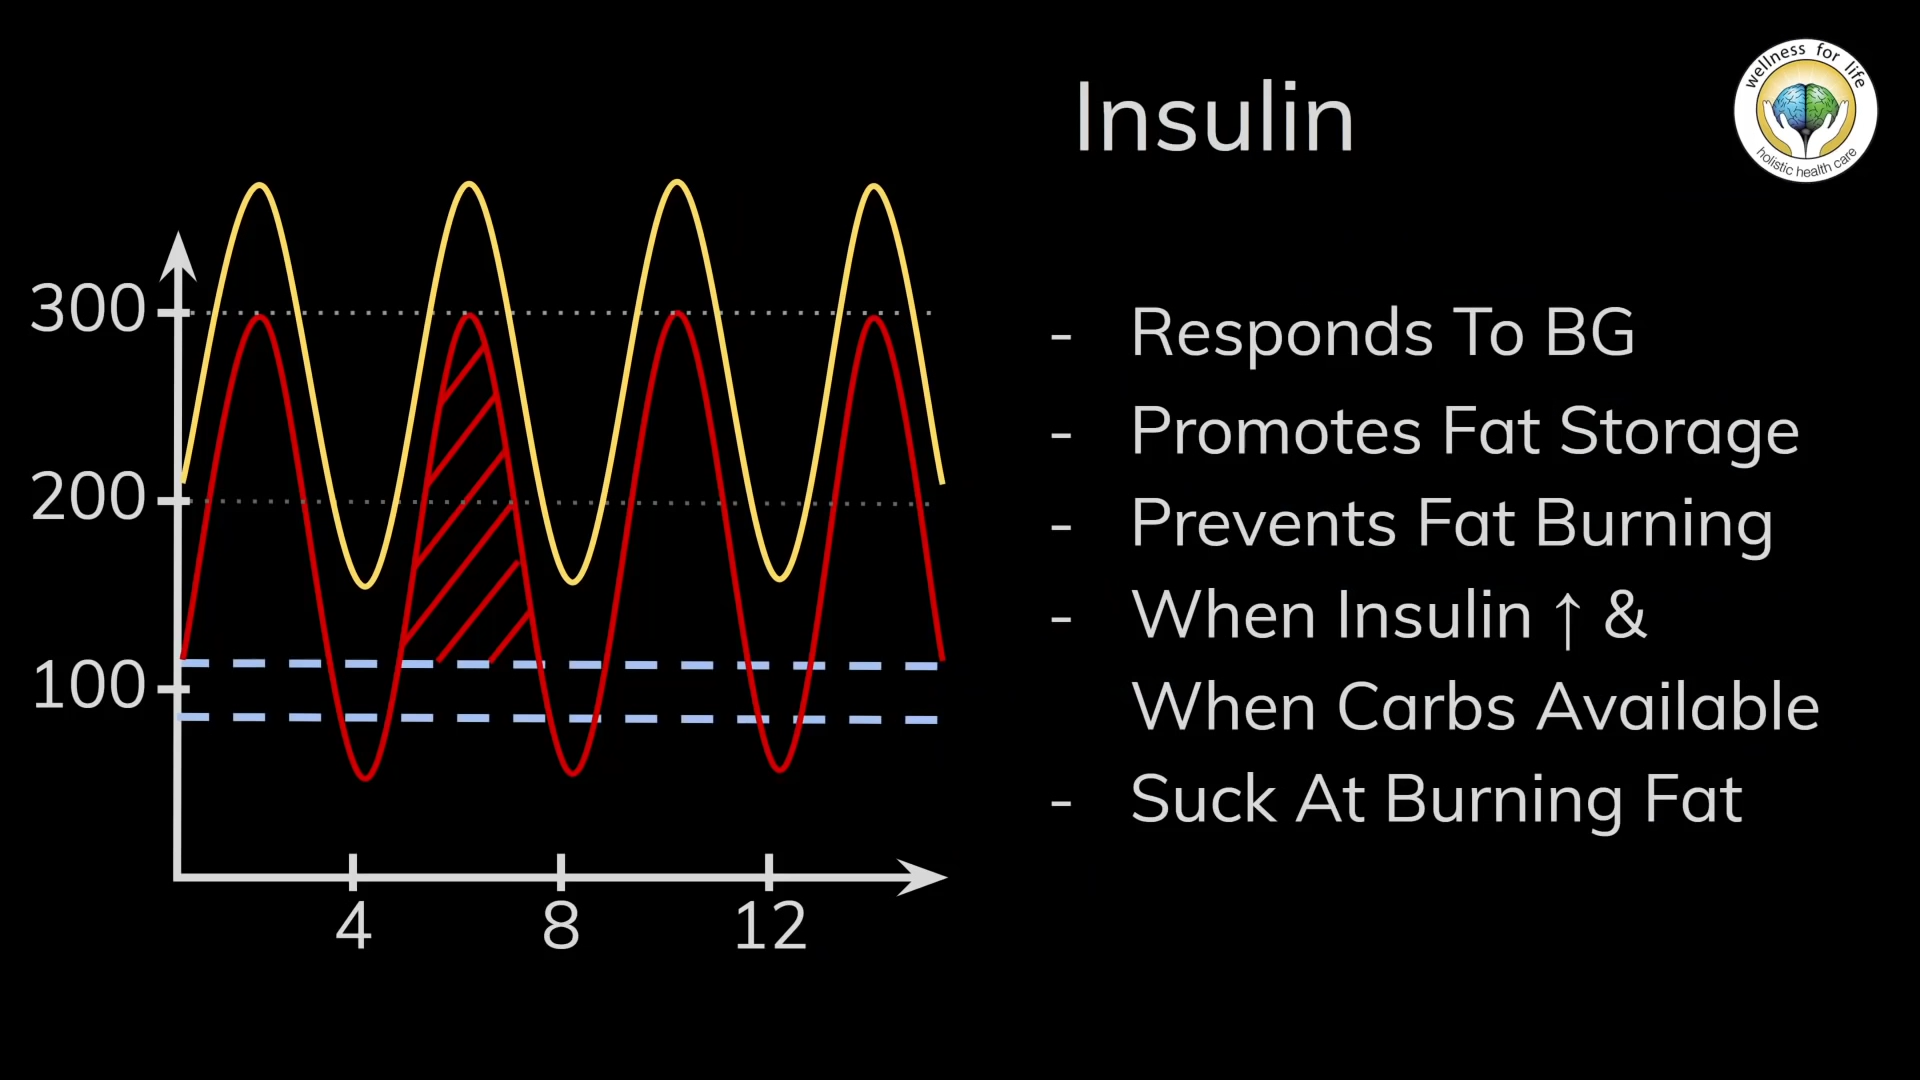 Insulin
wellness for life
holistic health care
300
200
100
4 8 12
- Responds To BG
- Promotes Fat Storage
- Prevents Fat Burning
- When Insulin ↑ &
When Carbs Available
- Suck At Burning Fat